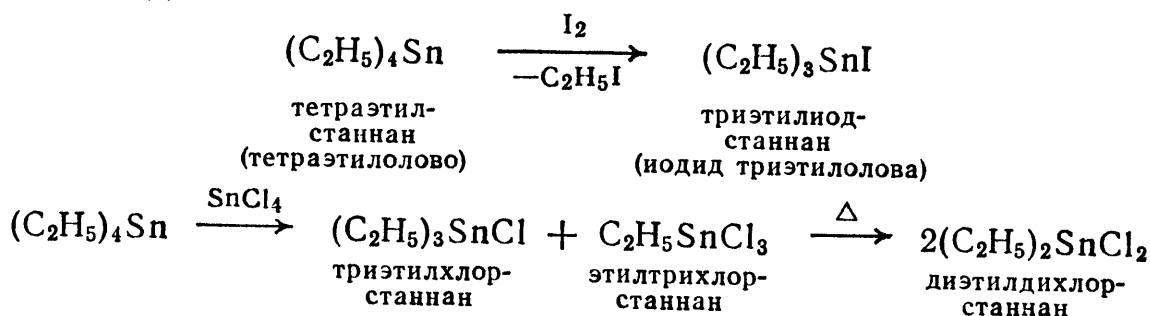 I₂
(C₂H₅)₄Sn ⟶ (C₂H₅)₃SnI
—C₂H₅I
тетраэтил- триэтилиод-
станнан станнан
(тетраэтилолово) (иодид триэтилолова)
SnCl₄ △
(C₂H₅)₄Sn ⟶ (C₂H₅)₃SnCl + C₂H₅SnCl₃ ⟶ 2(C₂H₅)₂SnCl₂
триэтилхлор- этилтрихлор- диэтилдихлор-
станнан станнан станнан